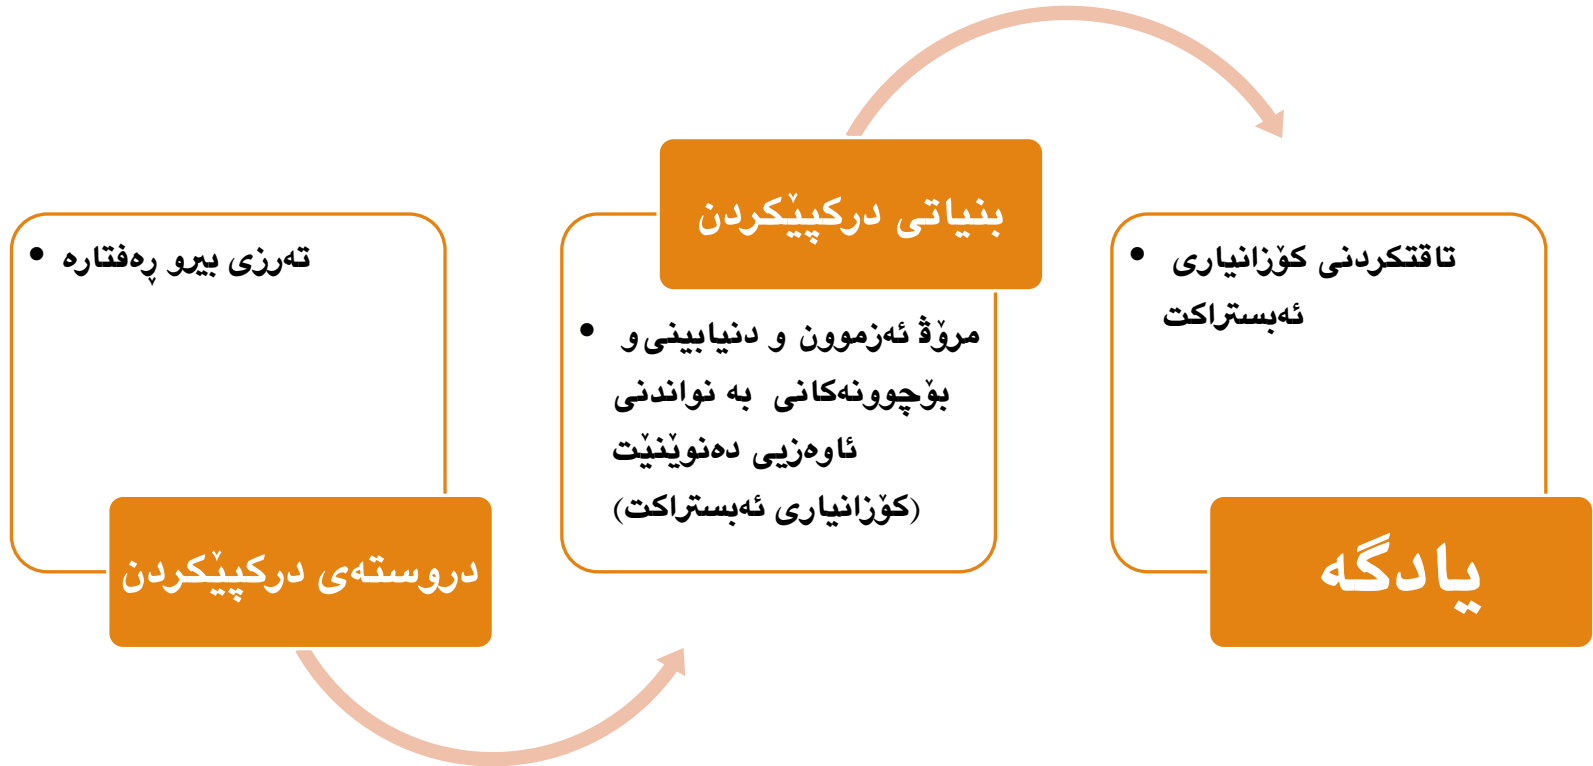 تەرزی بیرو ڕەفتارە
دروستەی درکپێکردن
بنیاتی درکپێکردن
مرۆڤ ئەزموون و دنیابینی و
بۆچوونەکانی بە نواندنی
ئاوەزیی دەنوێنێت
(کۆزانیاری ئەبستراکت)
تاقتکردنی کۆزانیاری
ئەبستراکت
یادگە